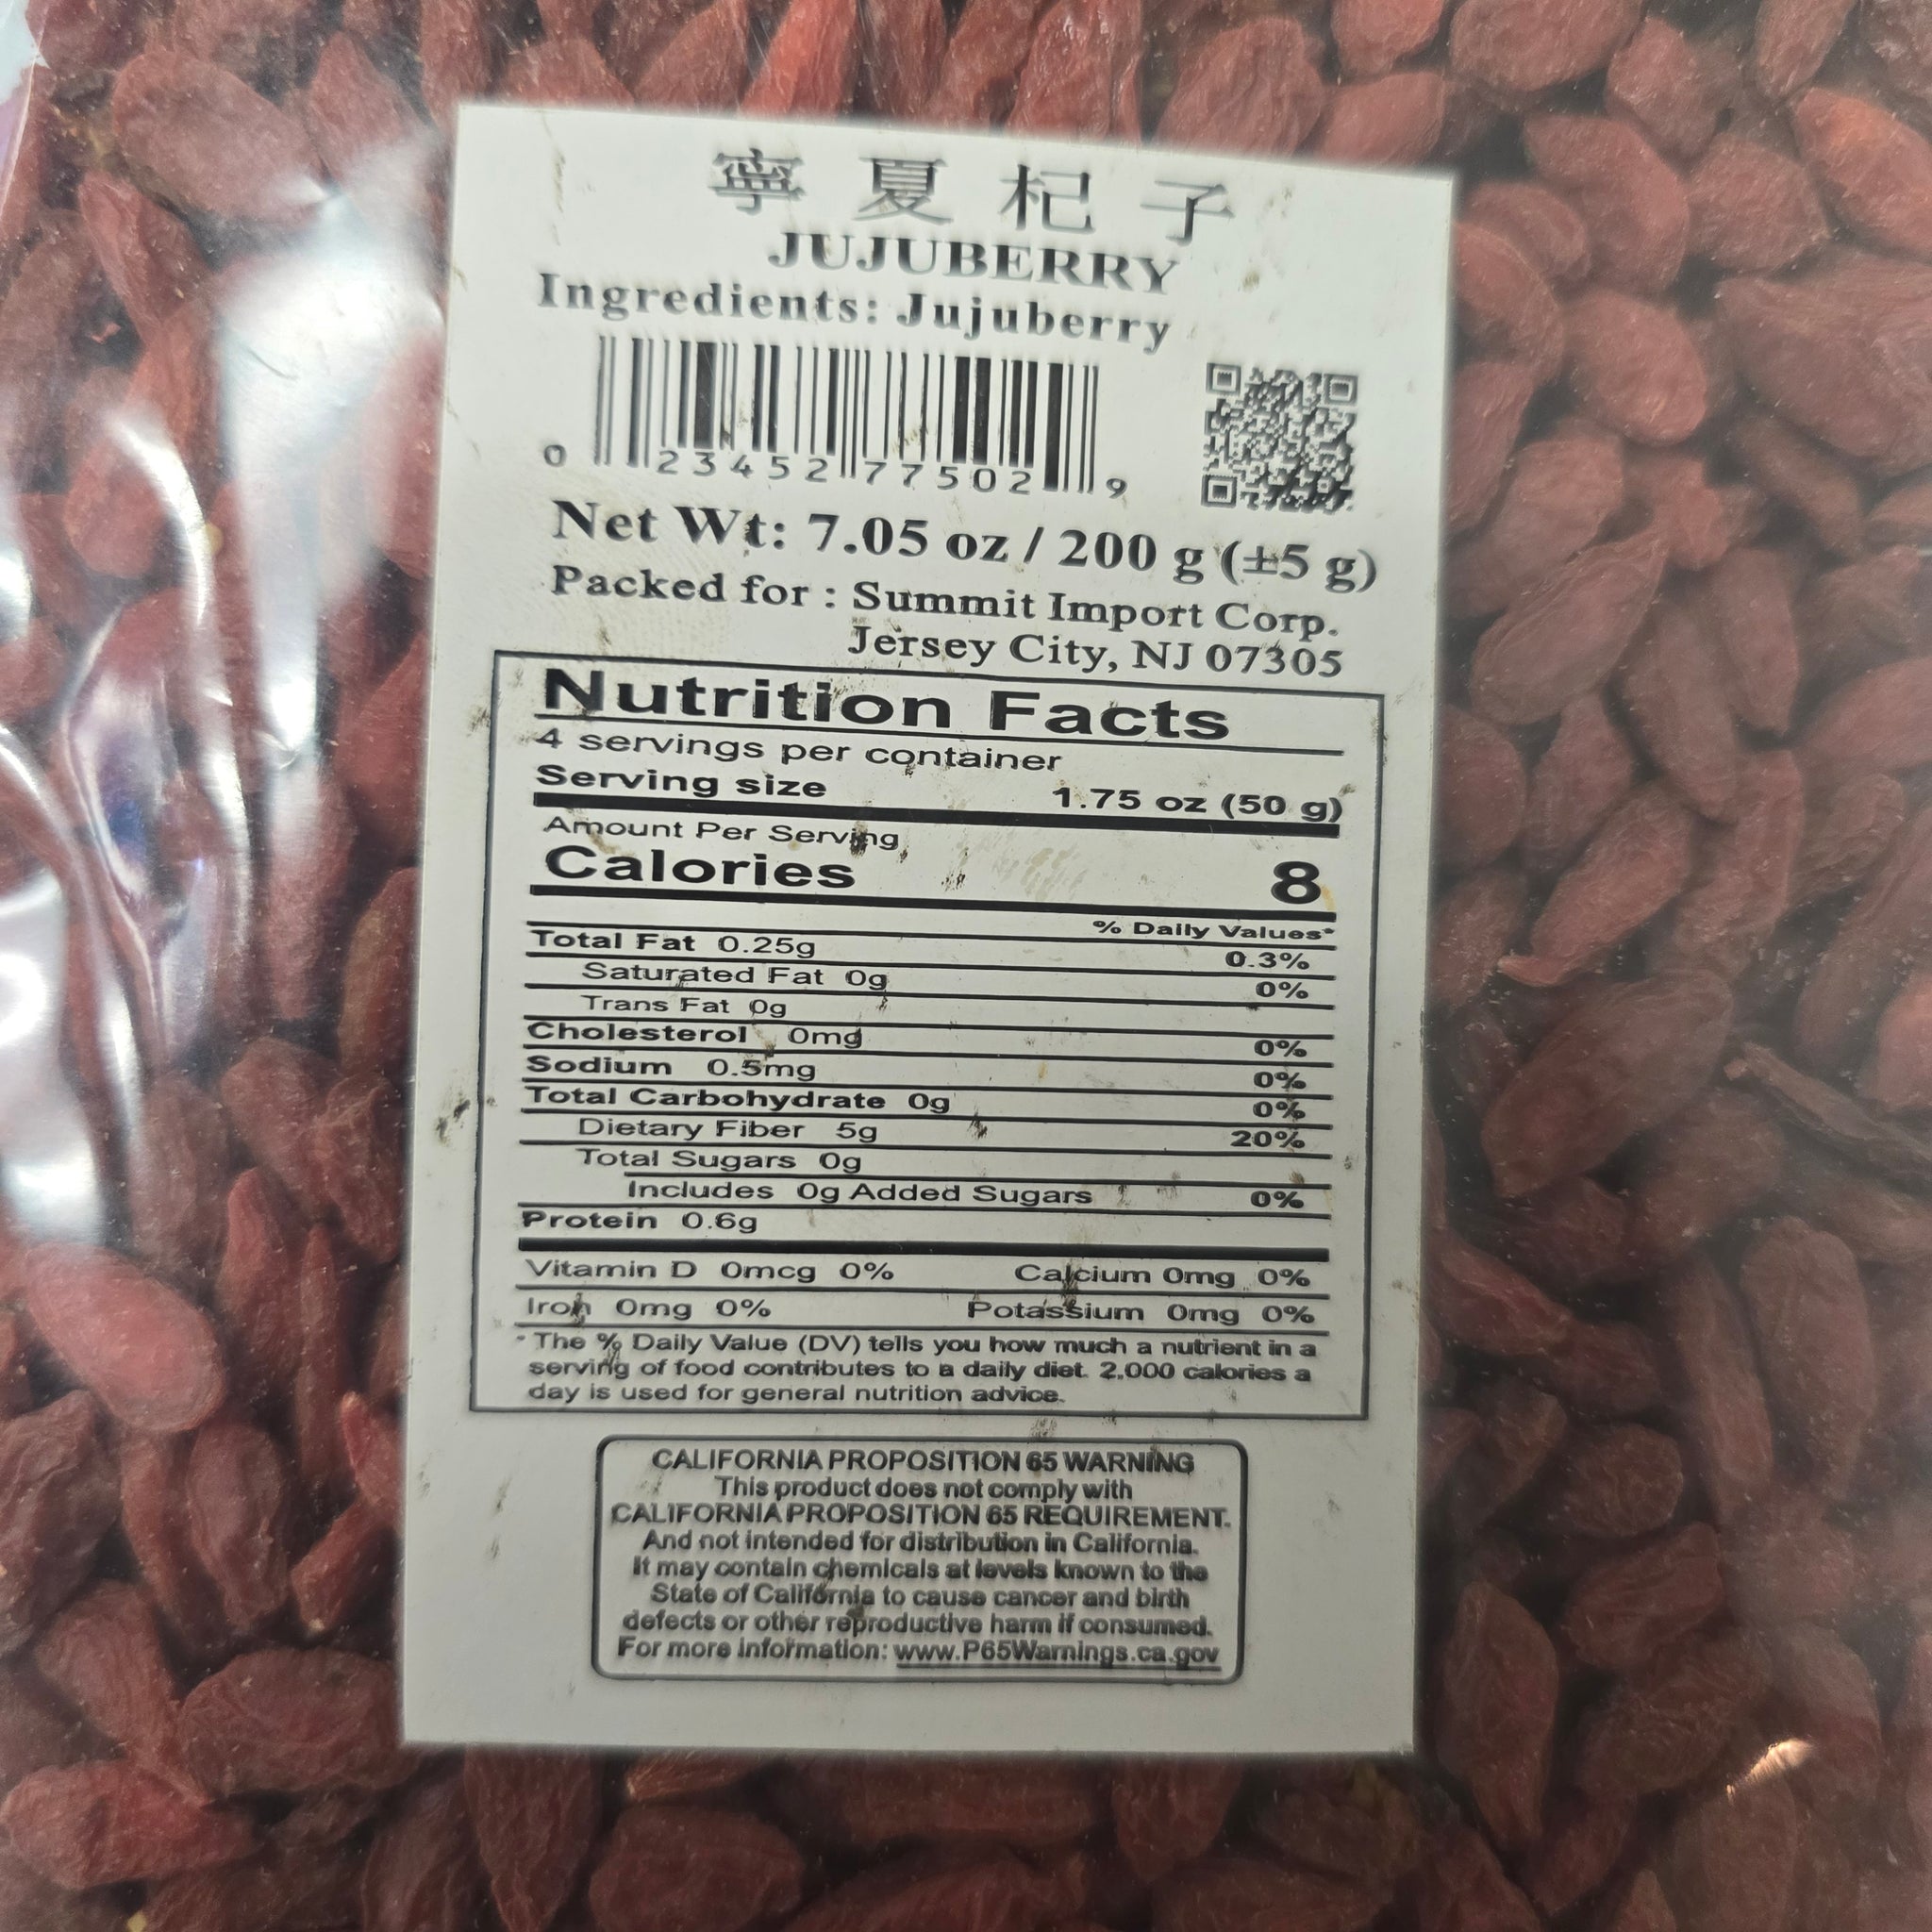 寧夏杞子
JUJUBERRY
Ingredients: Jujuberry
0 23452 77502 9
Net Wt: 7.05 oz / 200 g (±5 g)
Packed for : Summit Import Corp.
Jersey City, NJ 07305
Nutrition Facts
4 servings per container
Serving size 1.75 oz (50 g)
Amount Per Serving
Calories 8
% Daily Values*
Total Fat 0.25g 0.3%
Saturated Fat 0g 0%
Trans Fat 0g
Cholesterol 0mg 0%
Sodium 0.5mg 0%
Total Carbohydrate 0g 0%
Dietary Fiber 5g 20%
Total Sugars 0g
Includes 0g Added Sugars 0%
Protein 0.6g
Vitamin D 0mcg 0% Calcium 0mg 0%
Iron 0mg 0% Potassium 0mg 0%
* The % Daily Value (DV) tells you how much a nutrient in a
serving of food contributes to a daily diet. 2,000 calories a
day is used for general nutrition advice.
CALIFORNIA PROPOSITION 65 WARNING
This product does not comply with
CALIFORNIA PROPOSITION 65 REQUIREMENT.
And not intended for distribution in California.
It may contain chemicals at levels known to the
State of California to cause cancer and birth
defects or other reproductive harm if consumed.
For more information: www.P65Warnings.ca.gov